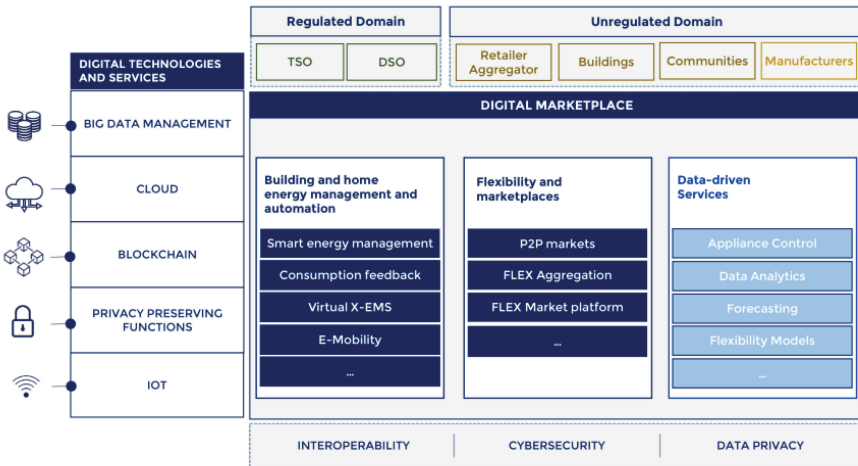 Regulated Domain
Unregulated Domain
TSO
DSO
Retailer
Aggregator
Buildings
Communities
Manufacturers
DIGITAL TECHNOLOGIES
AND SERVICES
BIG DATA MANAGEMENT
CLOUD
BLOCKCHAIN
PRIVACY PRESERVING
FUNCTIONS
IOT
DIGITAL MARKETPLACE
Building and home
energy management and
automation
Smart energy management
Consumption feedback
Virtual X-EMS
E-Mobility
...
Flexibility and
marketplaces
P2P markets
FLEX Aggregation
FLEX Market platform
...
Data-driven
Services
Appliance Control
Data Analytics
Forecasting
Flexibility Models
...
INTEROPERABILITY
CYBERSECURITY
DATA PRIVACY